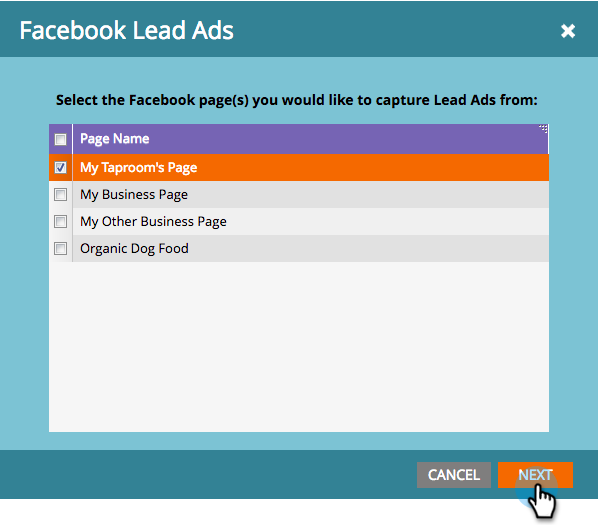 Facebook Lead Ads
Select the Facebook page(s) you would like to capture Lead Ads from:
Page Name
My Taproom's Page
My Business Page
My Other Business Page
Organic Dog Food
CANCEL NEXT